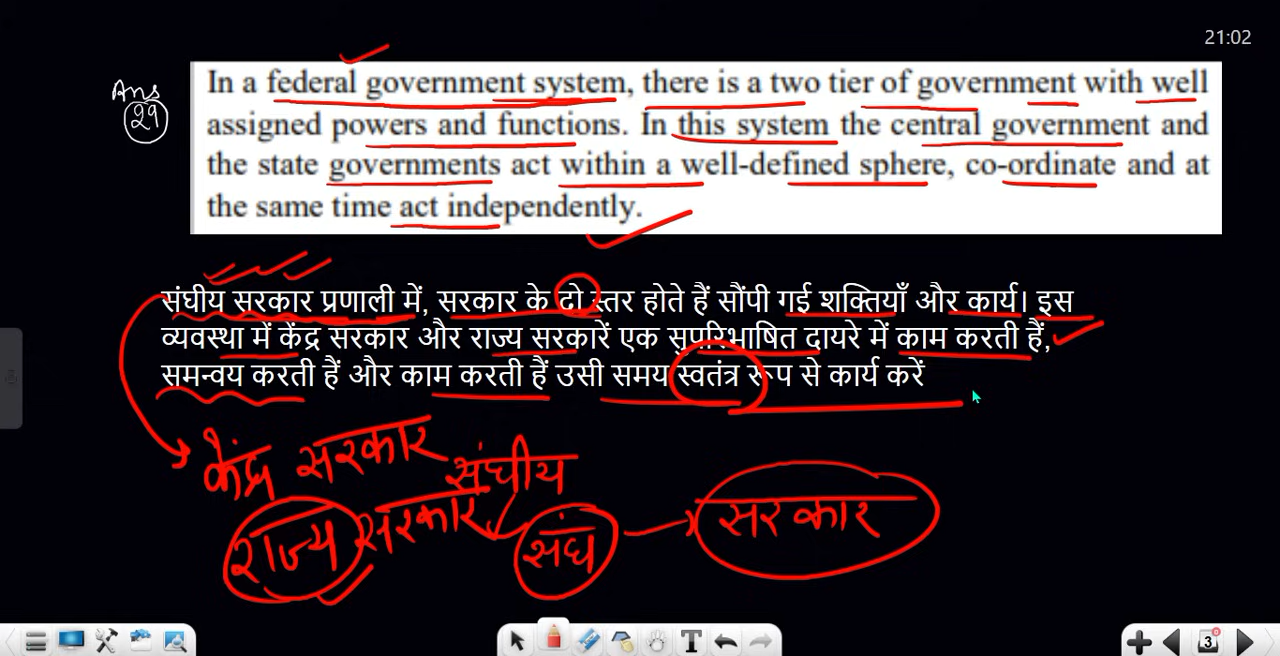 21:02
Ans
29
In a federal government system, there is a two tier of government with well
assigned powers and functions. In this system the central government and
the state governments act within a well-defined sphere, co-ordinate and at
the same time act independently.
संघीय सरकार प्रणाली में, सरकार के दो स्तर होते हैं सौंपी गई शक्तियाँ और कार्य। इस
व्यवस्था में केंद्र सरकार और राज्य सरकारें एक सुपरिभाषित दायरे में काम करती हैं,
समन्वय करती हैं और काम करती हैं उसी समय स्वतंत्र रूप से कार्य करें
केंद्र सरकार
संघीय
राज्य सरकार
संघ
सरकार
T
3